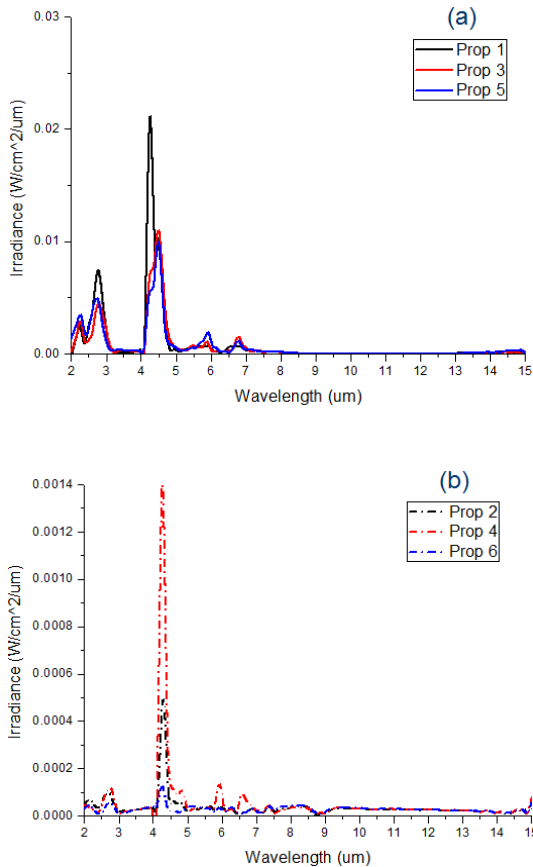 (a)
Prop 1
Prop 3
Prop 5
0.03
0.02
0.01
0.00
Irradiance (W/cm^2/um)
2 3 4 5 6 7 8 9 10 11 12 13 14 15
Wavelength (um)
(b)
Prop 2
Prop 4
Prop 6
0.0014
0.0012
0.0010
0.0008
0.0006
0.0004
0.0002
0.0000
Irradiance (W/cm^2/um)
2 3 4 5 6 7 8 9 10 11 12 13 14 15
Wavelength (um)